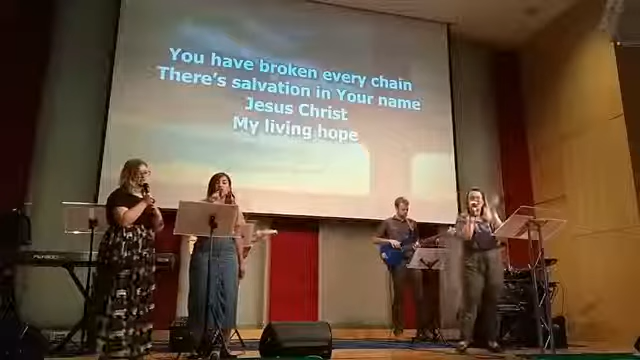 You have broken every chain
There's salvation in Your name
Jesus Christ
My living hope